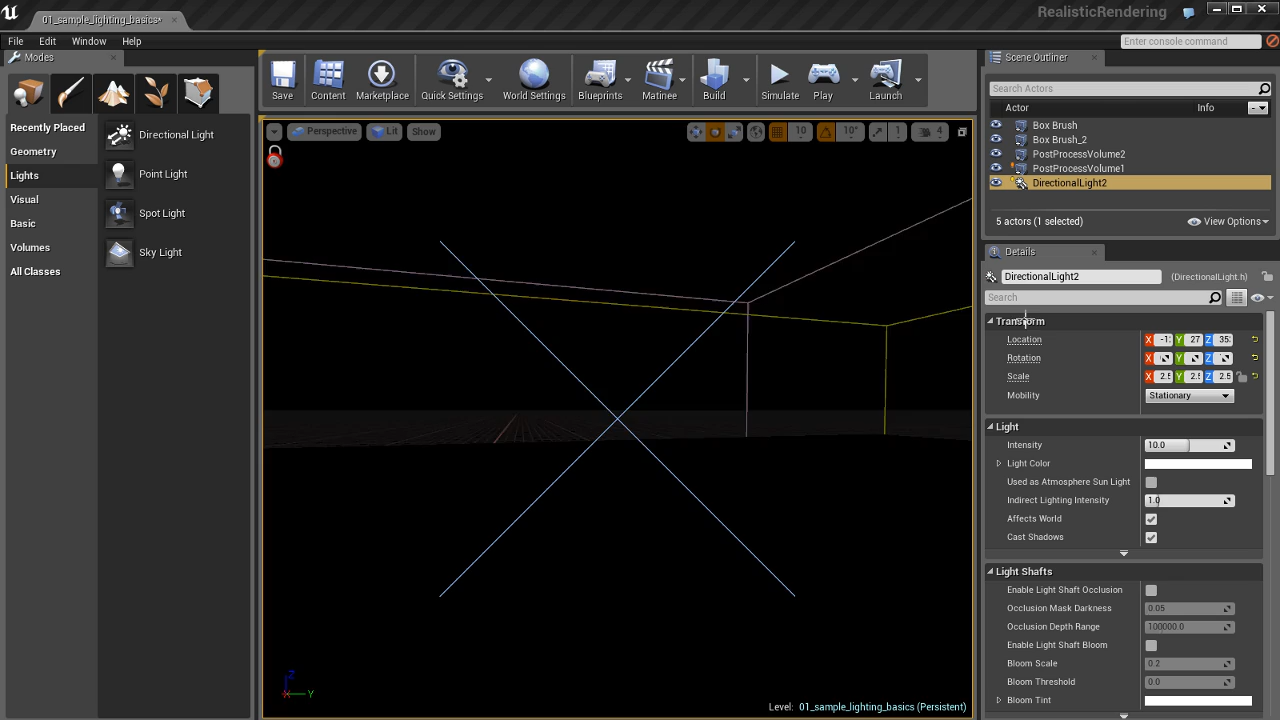 01_sample_lighting_basics*
RealisticRendering
File Edit Window Help
Enter console command
Modes
Recently Placed
Geometry
Lights
Visual
Basic
Volumes
All Classes
Directional Light
Point Light
Spot Light
Sky Light
Save Content Marketplace Quick Settings World Settings Blueprints Matinee Build Simulate Play Launch
Perspective Lit Show
10 10° 1 4
Z
X Y
Level: 01_sample_lighting_basics (Persistent)
Scene Outliner
Search Actors
Actor Info
Box Brush
Box Brush_2
PostProcessVolume2
PostProcessVolume1
DirectionalLight2
5 actors (1 selected) View Options
Details
DirectionalLight2 (DirectionalLight.h)
Search
Transform
Location X Y 27 Z
Rotation X Y Z
Scale X 2.5 Y 2.5 Z 2.5
Mobility Stationary
Light
Intensity 10.0
Light Color
Used as Atmosphere Sun Light
Indirect Lighting Intensity 1.0
Affects World
Cast Shadows
Light Shafts
Enable Light Shaft Occlusion
Occlusion Mask Darkness 0.05
Occlusion Depth Range 100000.0
Enable Light Shaft Bloom
Bloom Scale 0.2
Bloom Threshold 0.0
Bloom Tint